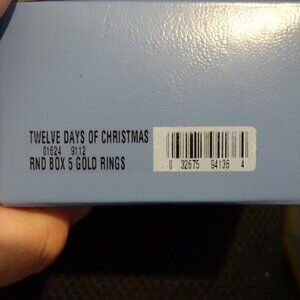 TWELVE DAYS OF CHRISTMAS
01624 9112
RND BOX 5 GOLD RINGS
0 32675 94136 4